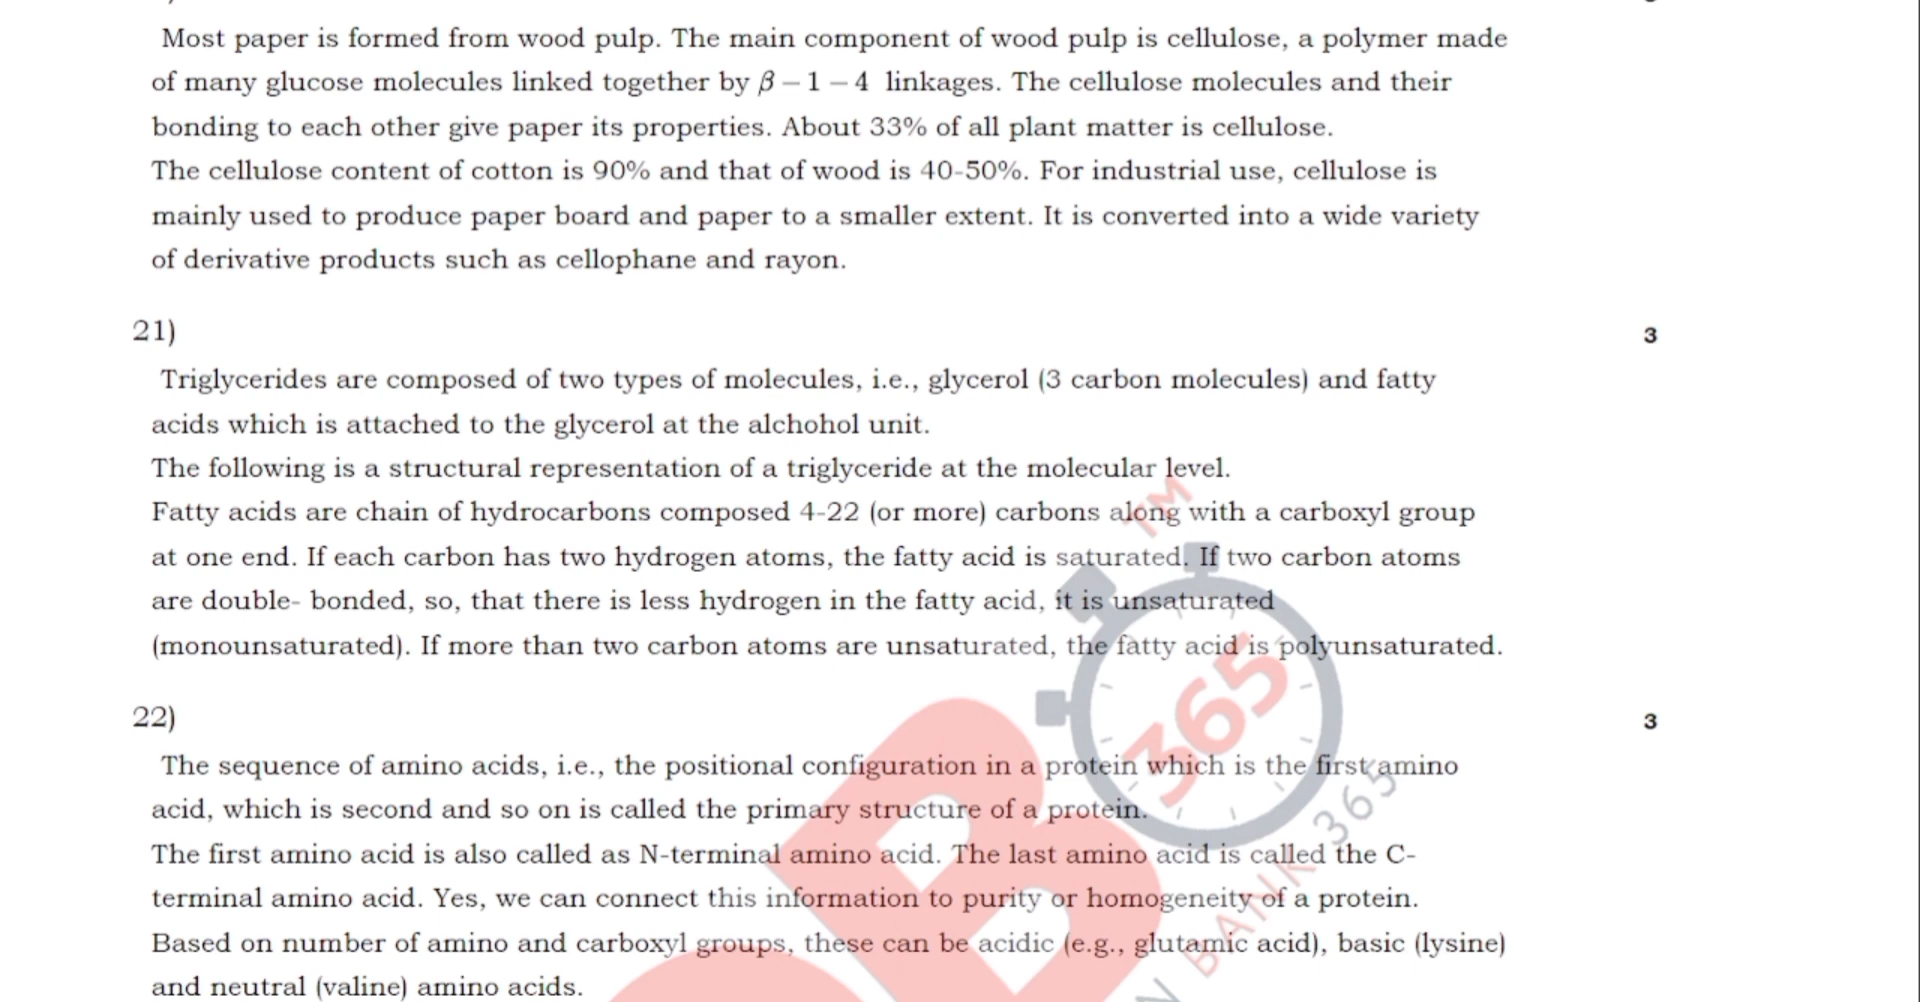 Most paper is formed from wood pulp. The main component of wood pulp is cellulose, a polymer made
of many glucose molecules linked together by β – 1 – 4 linkages. The cellulose molecules and their
bonding to each other give paper its properties. About 33% of all plant matter is cellulose.
The cellulose content of cotton is 90% and that of wood is 40-50%. For industrial use, cellulose is
mainly used to produce paper board and paper to a smaller extent. It is converted into a wide variety
of derivative products such as cellophane and rayon.
21) 3
Triglycerides are composed of two types of molecules, i.e., glycerol (3 carbon molecules) and fatty
acids which is attached to the glycerol at the alchohol unit.
The following is a structural representation of a triglyceride at the molecular level.
Fatty acids are chain of hydrocarbons composed 4-22 (or more) carbons along with a carboxyl group
at one end. If each carbon has two hydrogen atoms, the fatty acid is saturated. If two carbon atoms
are double- bonded, so, that there is less hydrogen in the fatty acid, it is unsaturated
(monounsaturated). If more than two carbon atoms are unsaturated, the fatty acid is polyunsaturated.
22) 3
The sequence of amino acids, i.e., the positional configuration in a protein which is the first amino
acid, which is second and so on is called the primary structure of a protein.
The first amino acid is also called as N-terminal amino acid. The last amino acid is called the C-
terminal amino acid. Yes, we can connect this information to purity or homogeneity of a protein.
Based on number of amino and carboxyl groups, these can be acidic (e.g., glutamic acid), basic (lysine)
and neutral (valine) amino acids.
TM
365
N BANK 365